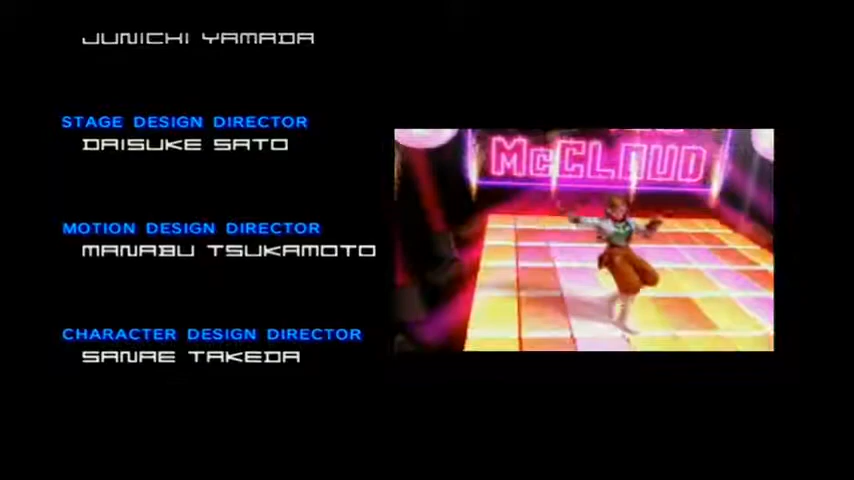 JUNICHI YAMADA
STAGE DESIGN DIRECTOR
DAISUKE SATO
MOTION DESIGN DIRECTOR
MANABU TSUKAMOTO
CHARACTER DESIGN DIRECTOR
SANAE TAKEDA
McCLOUD